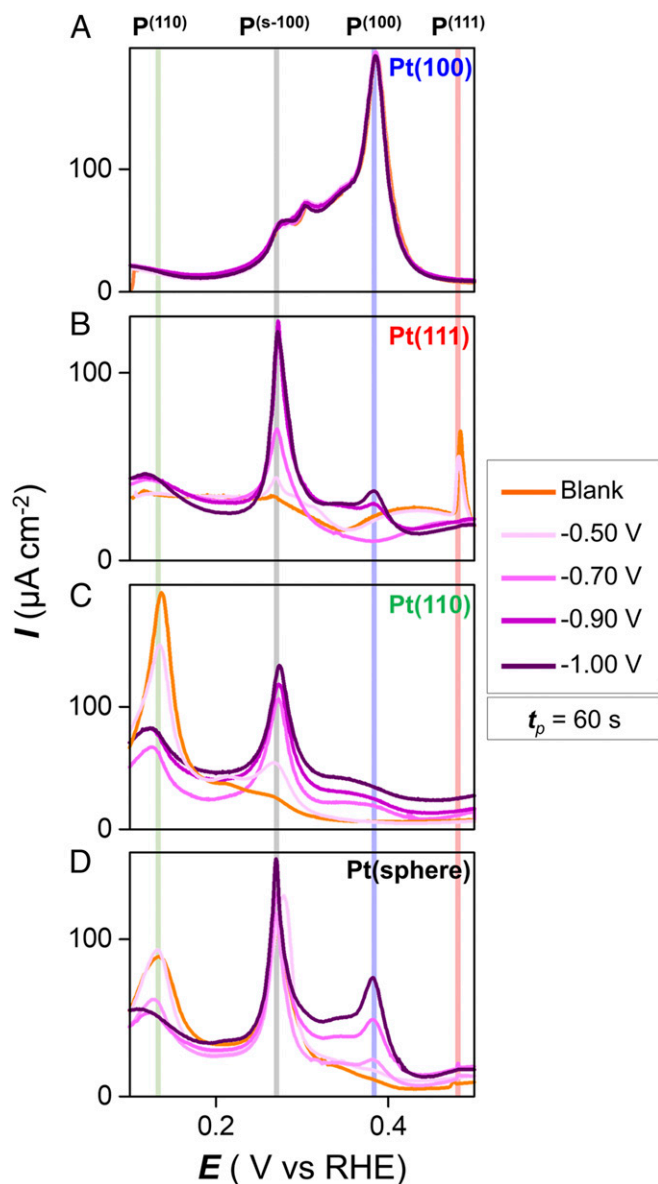 A P(110) P(s-100) P(100) P(111)
Pt(100)
100
B
Pt(111)
100
0
C
Pt(110)
100
0
D
Pt(sphere)
100
0
0.2 0.4
E ( V vs RHE)
I (μA cm-2)
Blank
-0.50 V
-0.70 V
-0.90 V
-1.00 V
tp = 60 s